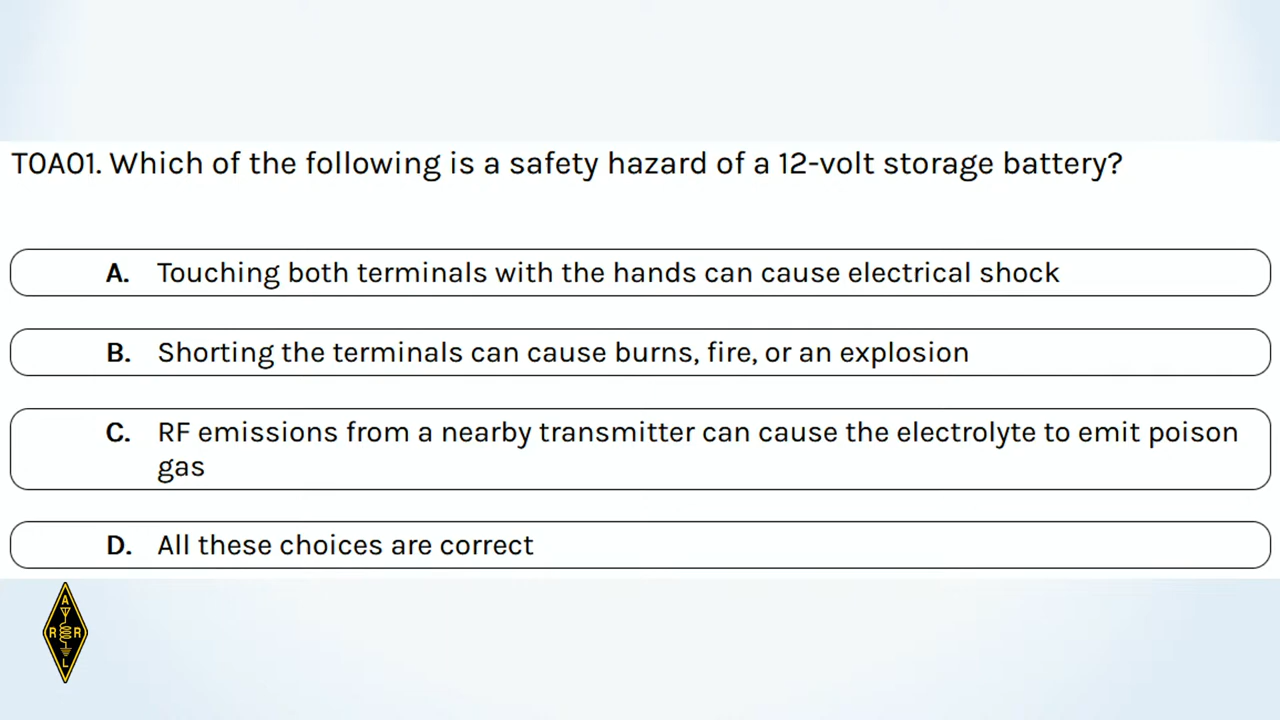 T0A01. Which of the following is a safety hazard of a 12-volt storage battery?
A. Touching both terminals with the hands can cause electrical shock
B. Shorting the terminals can cause burns, fire, or an explosion
C. RF emissions from a nearby transmitter can cause the electrolyte to emit poison
gas
D. All these choices are correct
A
R R
L